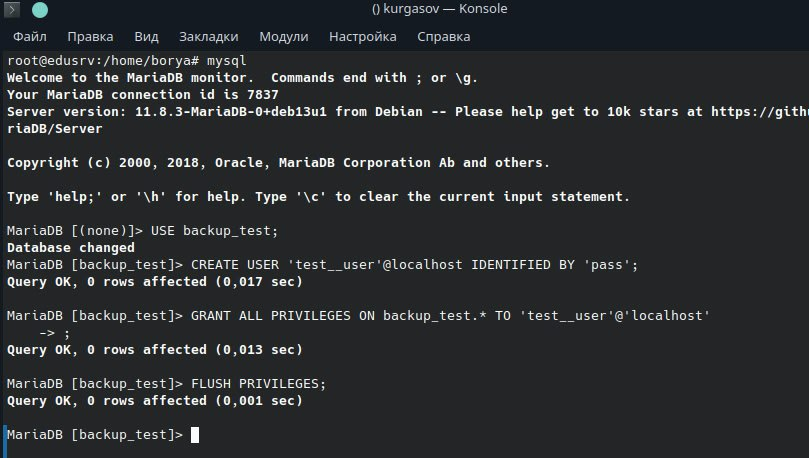 () kurgasov — Konsole
Файл Правка Вид Закладки Модули Настройка Справка
root@edusrv:/home/borya# mysql
Welcome to the MariaDB monitor.  Commands end with ; or \g.
Your MariaDB connection id is 7837
Server version: 11.8.3-MariaDB-0+deb13u1 from Debian -- Please help get to 10k stars at https://gith
riaDB/Server
Copyright (c) 2000, 2018, Oracle, MariaDB Corporation Ab and others.
Type 'help;' or '\h' for help. Type '\c' to clear the current input statement.
MariaDB [(none)]> USE backup_test;
Database changed
MariaDB [backup_test]> CREATE USER 'test__user'@localhost IDENTIFIED BY 'pass';
Query OK, 0 rows affected (0,017 sec)
MariaDB [backup_test]> GRANT ALL PRIVILEGES ON backup_test.* TO 'test__user'@'localhost'
    -> ;
Query OK, 0 rows affected (0,013 sec)
MariaDB [backup_test]> FLUSH PRIVILEGES;
Query OK, 0 rows affected (0,001 sec)
MariaDB [backup_test]>